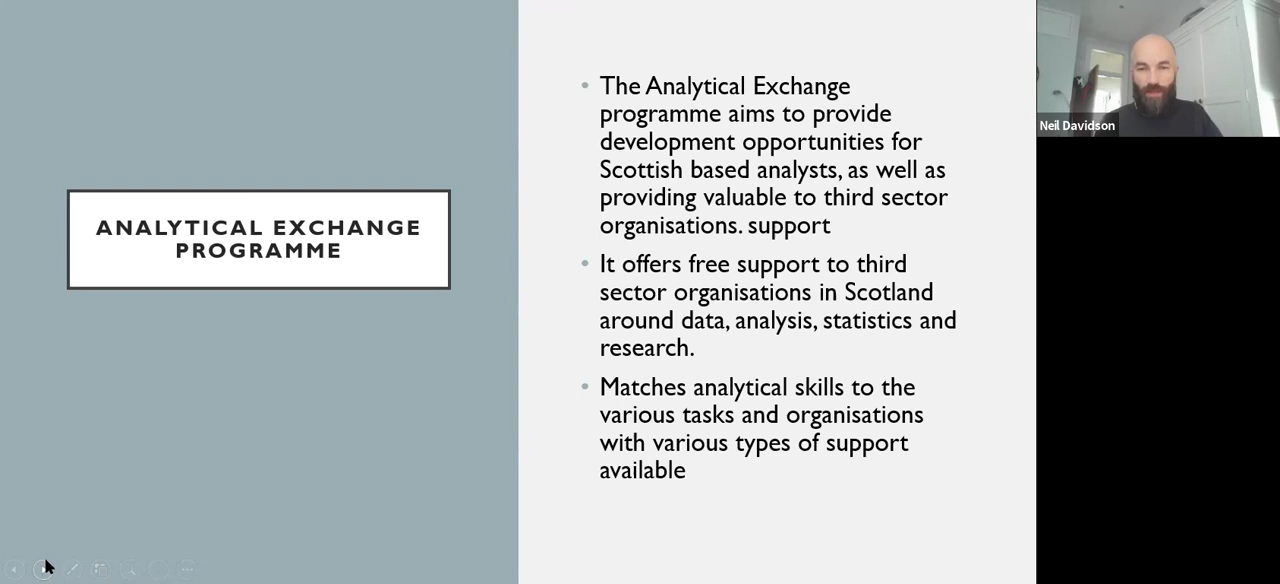 ANALYTICAL EXCHANGE
PROGRAMME
• The Analytical Exchange
programme aims to provide
development opportunities for
Scottish based analysts, as well as
providing valuable to third sector
organisations. support
• It offers free support to third
sector organisations in Scotland
around data, analysis, statistics and
research.
• Matches analytical skills to the
various tasks and organisations
with various types of support
available
Neil Davidson